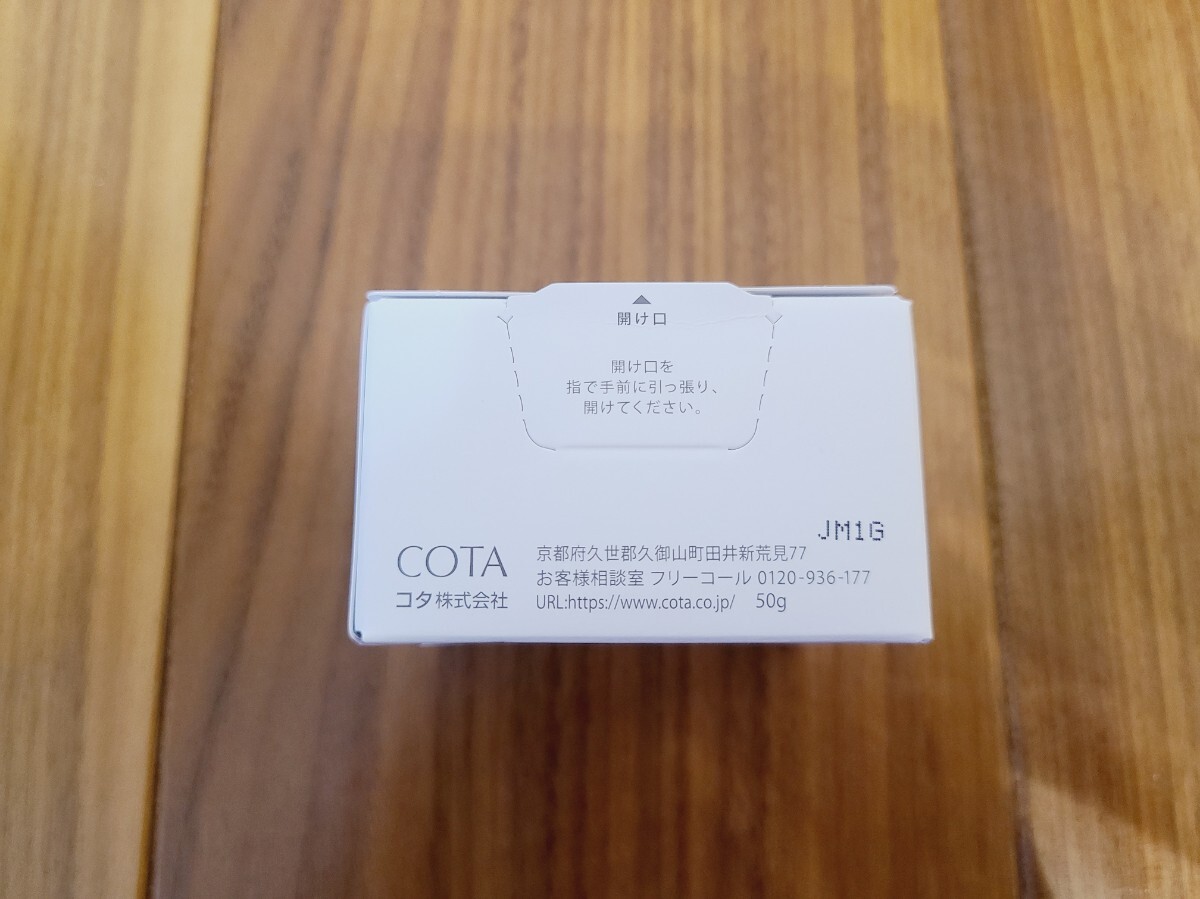 ▲
開け口
開け口を
指で手前に引っ張り、
開けてください。
JM1G
COTA
コタ株式会社
京都府久世郡久御山町田井新荒見77
お客様相談室 フリーコール 0120-936-177
URL:https://www.cota.co.jp/ 50g